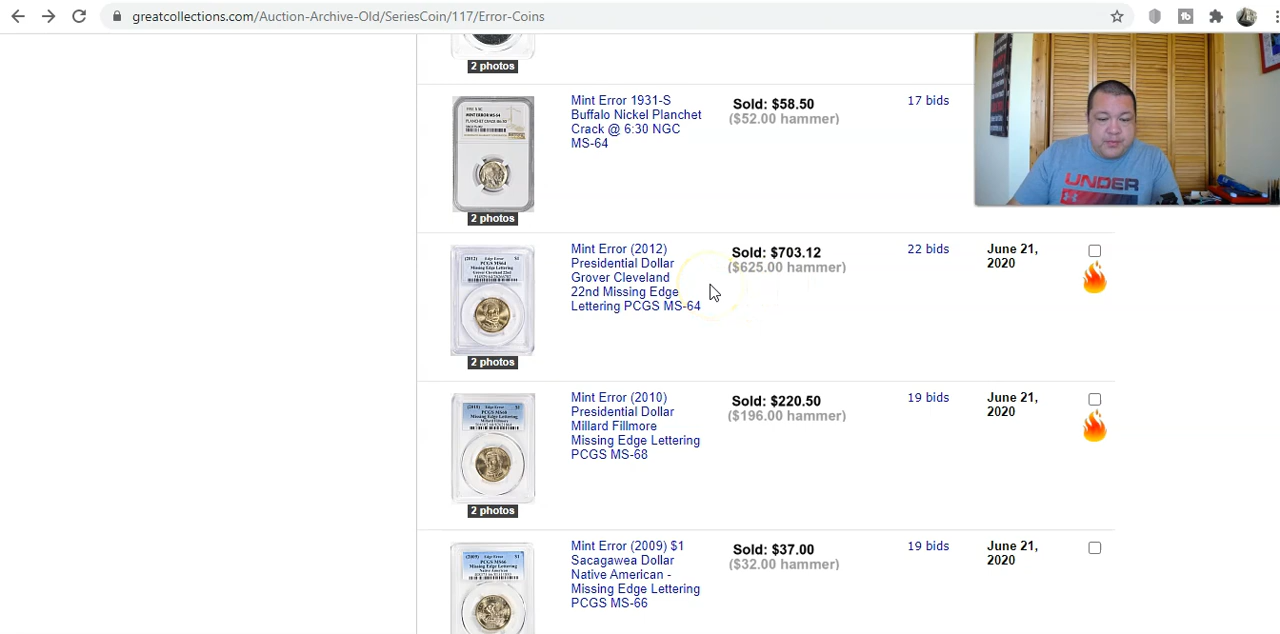 greatcollections.com/Auction-Archive-Old/SeriesCoin/117/Error-Coins
2 photos
Mint Error 1931-S
Buffalo Nickel Planchet
Crack @ 6:30 NGC
MS-64
Sold: $58.50
($52.00 hammer)
17 bids
UNDER
2 photos
Mint Error (2012)
Presidential Dollar
Grover Cleveland
22nd Missing Edge
Lettering PCGS MS-64
Sold: $703.12
($625.00 hammer)
22 bids
June 21,
2020
2 photos
Mint Error (2010)
Presidential Dollar
Millard Fillmore
Missing Edge Lettering
PCGS MS-68
Sold: $220.50
($196.00 hammer)
19 bids
June 21,
2020
2 photos
Mint Error (2009) $1
Sacagawea Dollar
Native American -
Missing Edge Lettering
PCGS MS-66
Sold: $37.00
($32.00 hammer)
19 bids
June 21,
2020